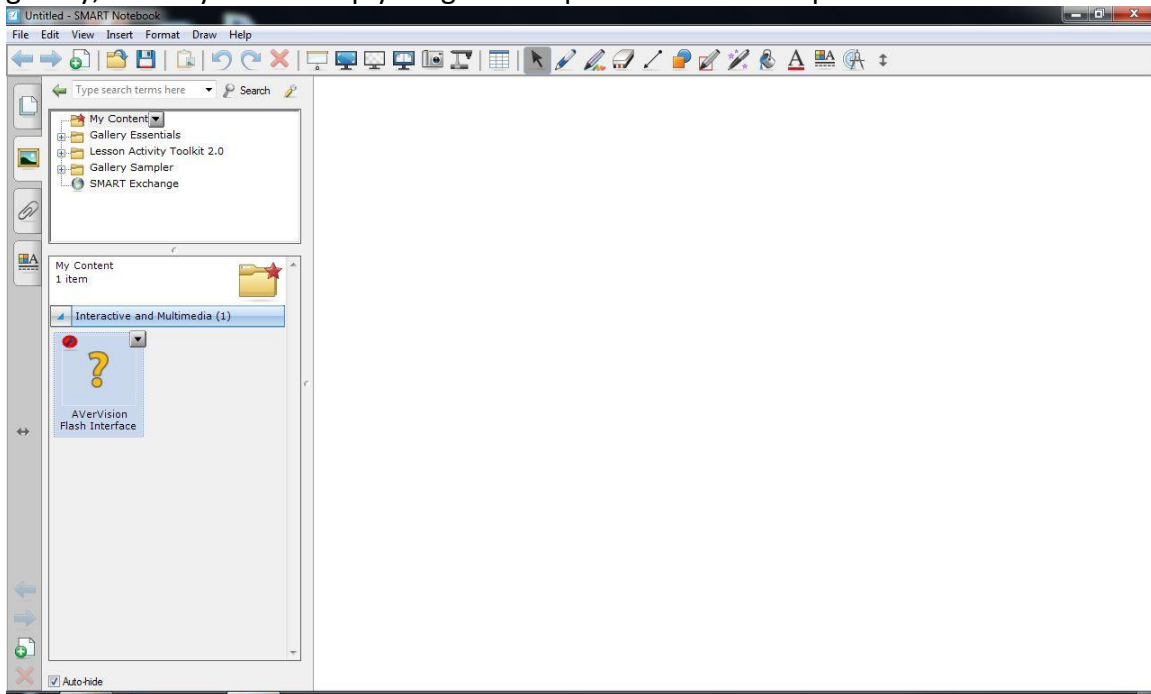 Untitled - SMART Notebook
File Edit View Insert Format Draw Help
Type search terms here Search
My Content
Gallery Essentials
Lesson Activity Toolkit 2.0
Gallery Sampler
SMART Exchange
My Content
1 item
Interactive and Multimedia (1)
AVerVision
Flash Interface
Auto-hide